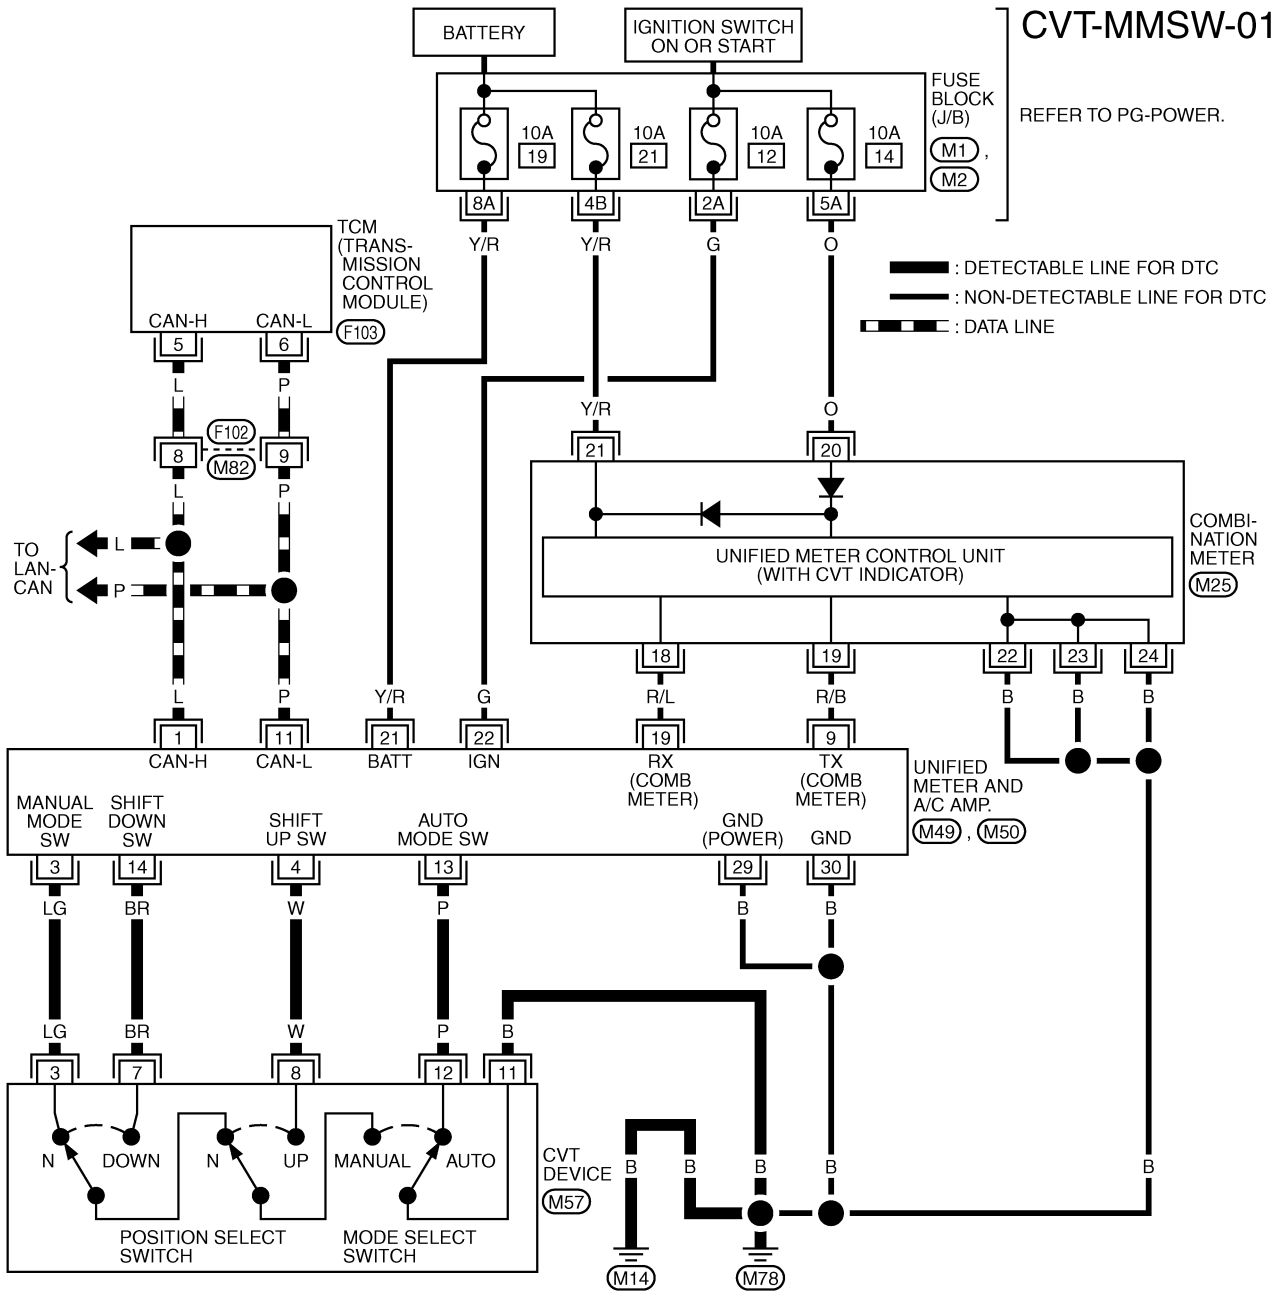 CVT-MMSW-01
BATTERY
IGNITION SWITCH
ON OR START
FUSE
BLOCK
(J/B)
M1 ,
M2
REFER TO PG-POWER.
10A
19
10A
21
10A
12
10A
14
8A 4B 2A 5A
Y/R Y/R G O
: DETECTABLE LINE FOR DTC
: NON-DETECTABLE LINE FOR DTC
: DATA LINE
TCM
(TRANS-
MISSION
CONTROL
MODULE)
F103
CAN-H CAN-L
5 6
L P
F102
8 9
M82
L P
TO
LAN-
CAN
L
P
L P
Y/R G
Y/R O
21 20
UNIFIED METER CONTROL UNIT
(WITH CVT INDICATOR)
COMBI-
NATION
METER
M25
18 19 22 23 24
R/L R/B B B B
1 11 21 22 19 9
CAN-H CAN-L BATT IGN
RX
(COMB
METER)
TX
(COMB
METER)
UNIFIED
METER AND
A/C AMP.
M49 , M50
MANUAL
MODE
SW
SHIFT
DOWN
SW
SHIFT
UP SW
AUTO
MODE SW
GND
(POWER)
GND
3 14 4 13 29 30
LG BR W P B B
LG BR W P B
3 7 8 12 11
N DOWN N UP MANUAL AUTO
POSITION SELECT
SWITCH
MODE SELECT
SWITCH
CVT
DEVICE
M57
B B B B B
M14 M78